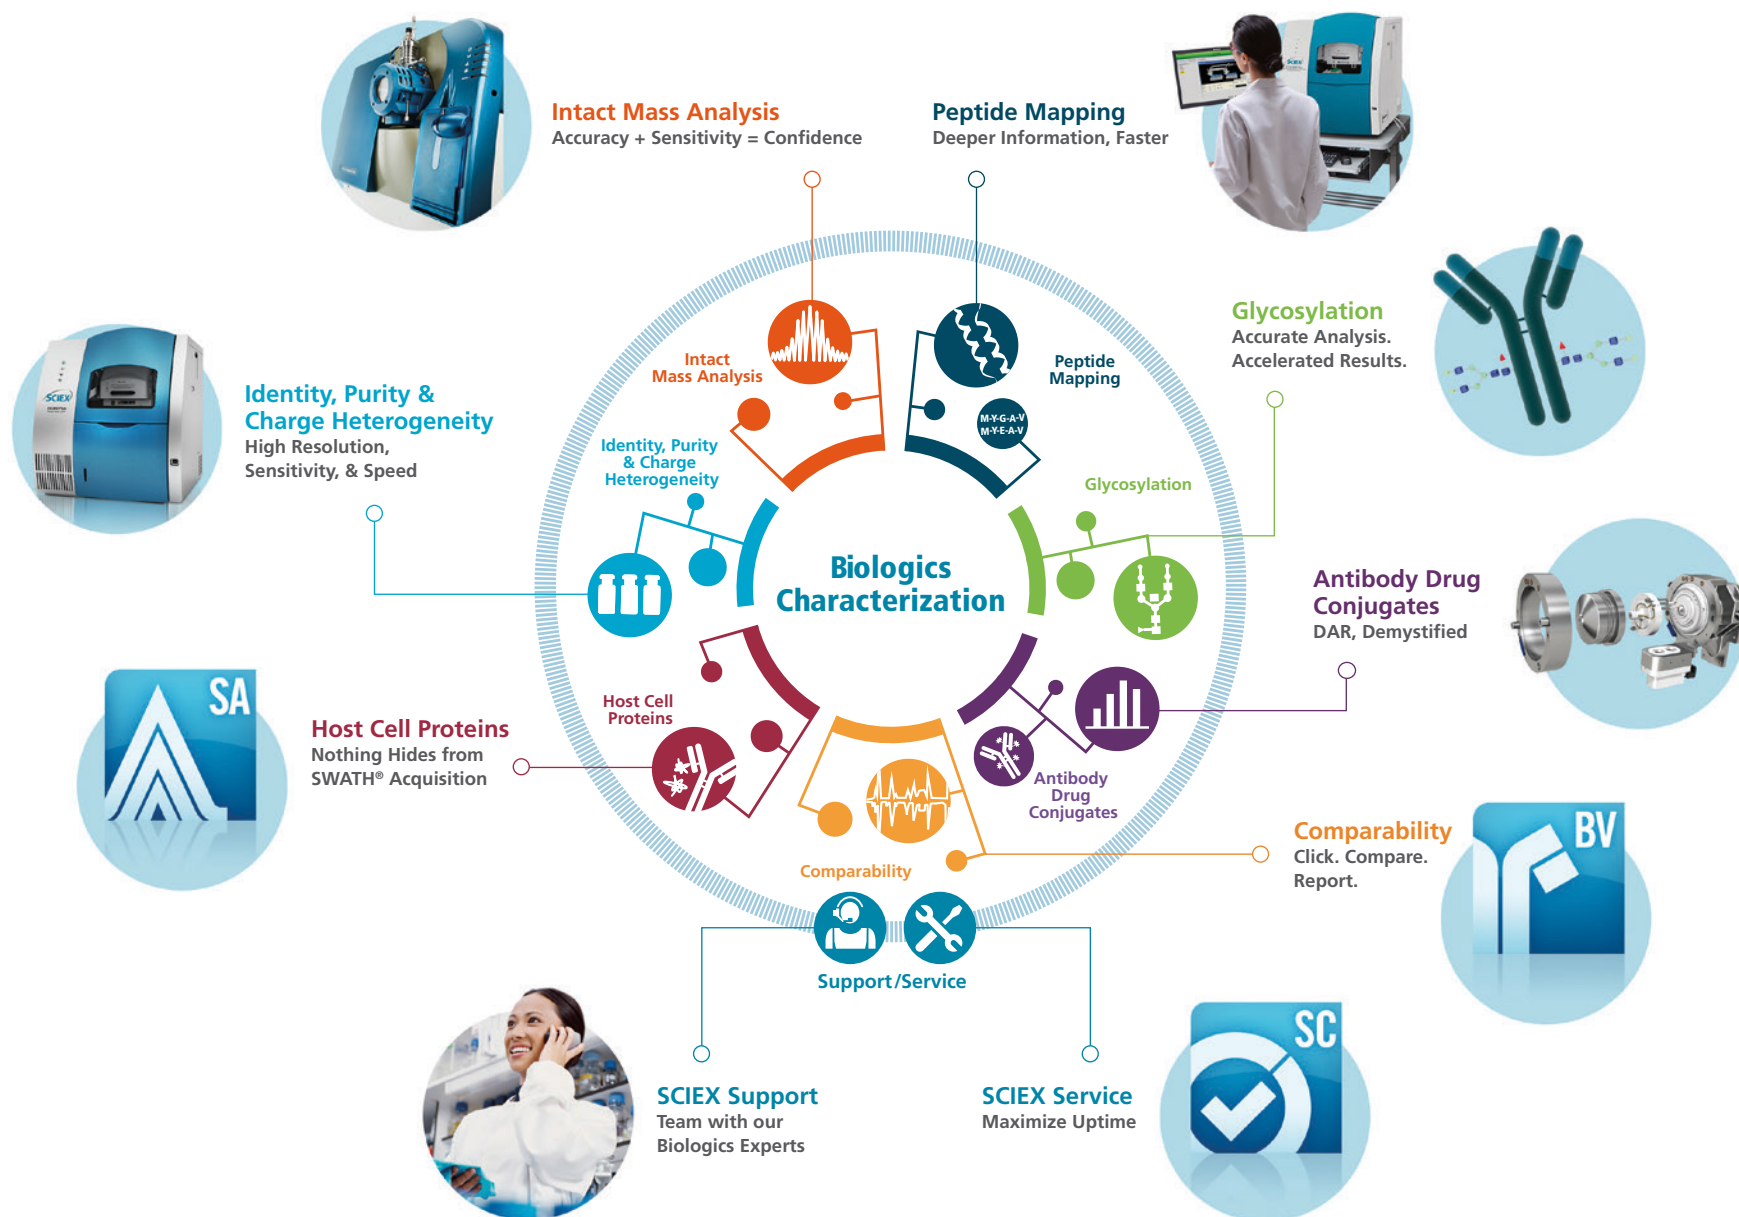 Intact Mass Analysis
Accuracy + Sensitivity = Confidence
Peptide Mapping
Deeper Information, Faster
SCIEX
Glycosylation
Accurate Analysis.
Accelerated Results.
Identity, Purity &
Charge Heterogeneity
High Resolution,
Sensitivity, & Speed
SCIEX
Intact
Mass Analysis
Peptide
Mapping
M-Y-G-A-V
M-Y-E-A-V
Identity, Purity
& Charge
Heterogeneity
Glycosylation
Biologics
Characterization
Antibody Drug
Conjugates
DAR, Demystified
SA
Host Cell Proteins
Nothing Hides from
SWATH® Acquisition
Host Cell
Proteins
Antibody
Drug
Conjugates
Comparability
Comparability
Click. Compare.
Report.
BV
Support/Service
SCIEX Support
Team with our
Biologics Experts
SCIEX Service
Maximize Uptime
SC